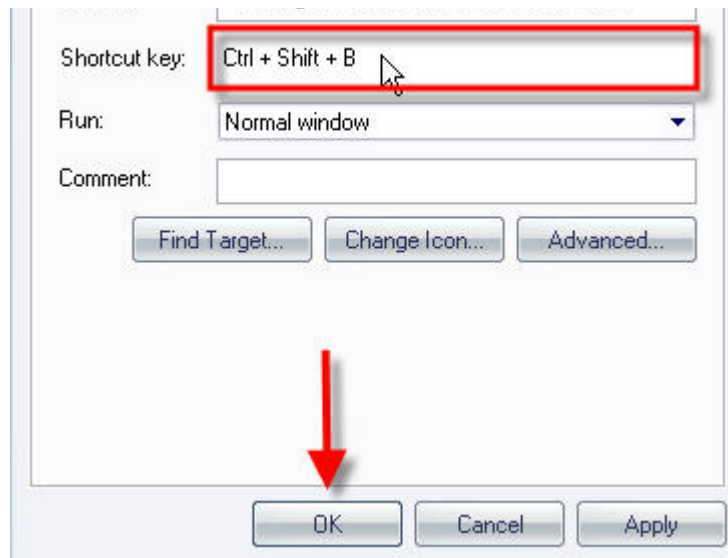 Shortcut key: Ctrl + Shift + B
Run: Normal window
Comment:
Find Target... Change Icon... Advanced...
OK Cancel Apply